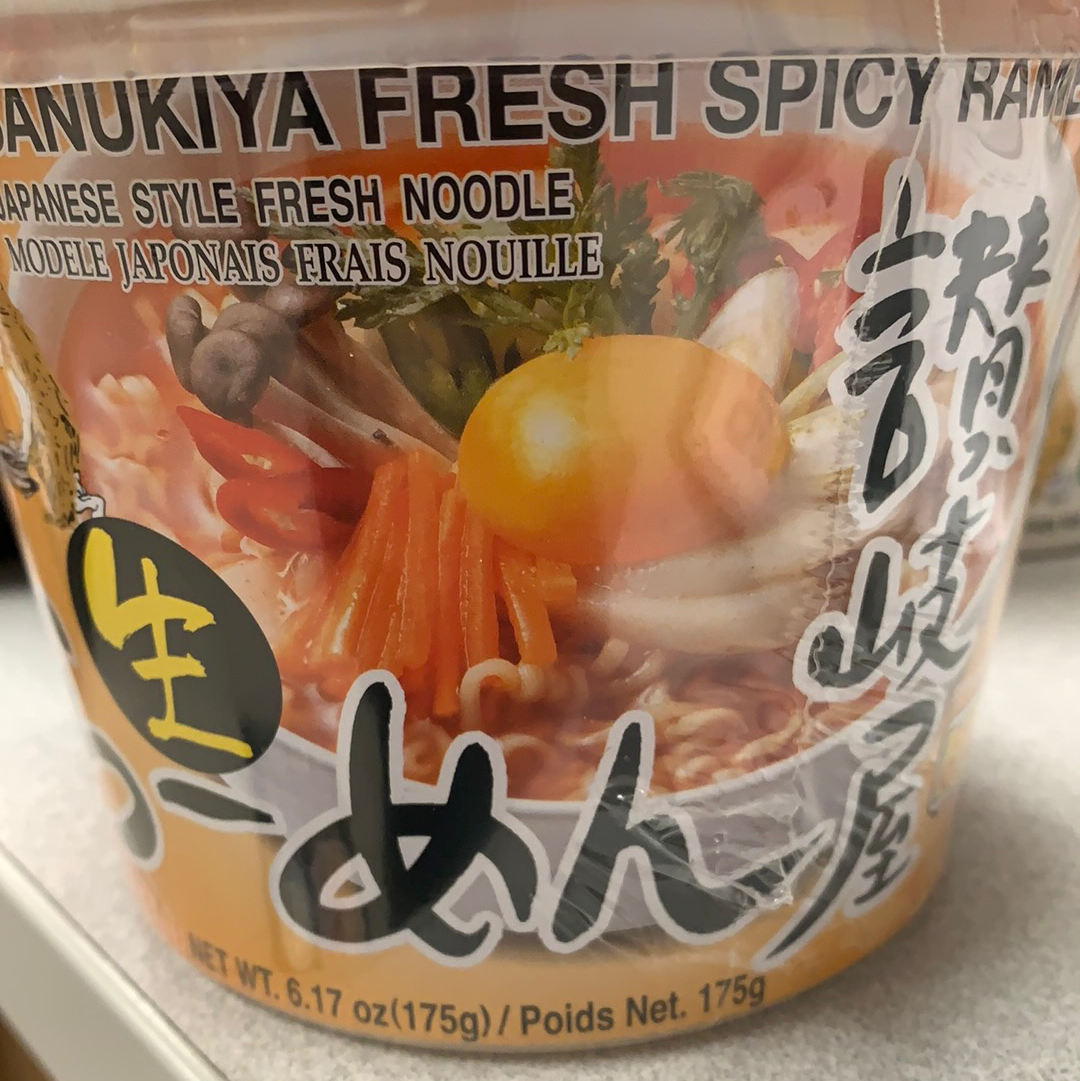 SANUKIYA FRESH SPICY RAME
JAPANESE STYLE FRESH NOODLE
MODELE JAPONAIS FRAIS NOUILLE
讃岐屋
生
らーめん
NET WT. 6.17 oz(175g) / Poids Net. 175g